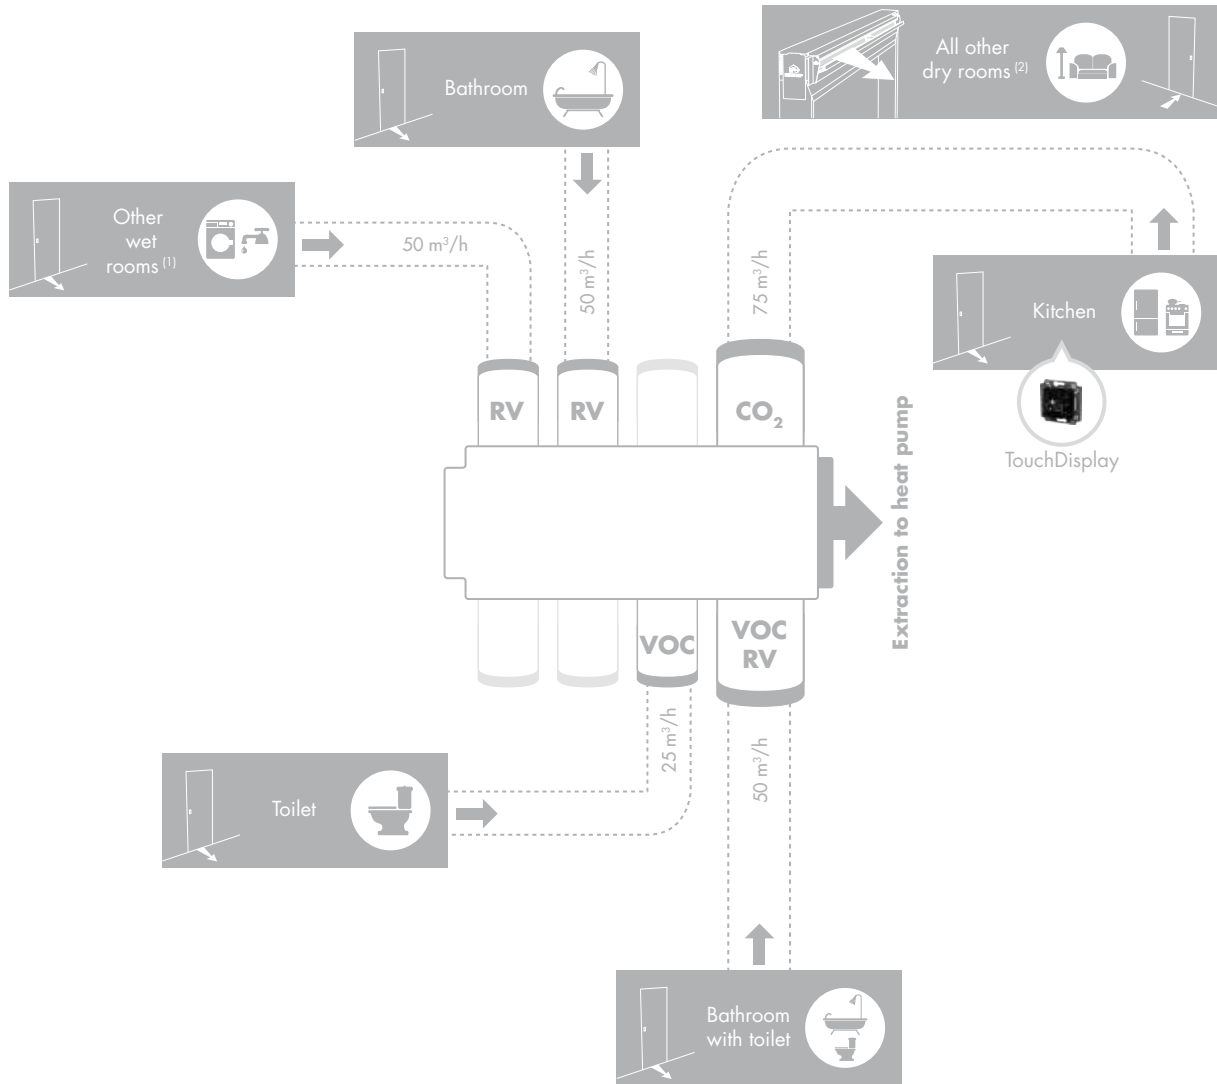 Bathroom
All other
dry rooms (2)
Other
wet
rooms (1)
50 m³/h
50 m³/h
75 m³/h
Kitchen
TouchDisplay
RV
RV
CO₂
Extraction to heat pump
VOC
VOC
RV
25 m³/h
50 m³/h
Toilet
Bathroom
with toilet